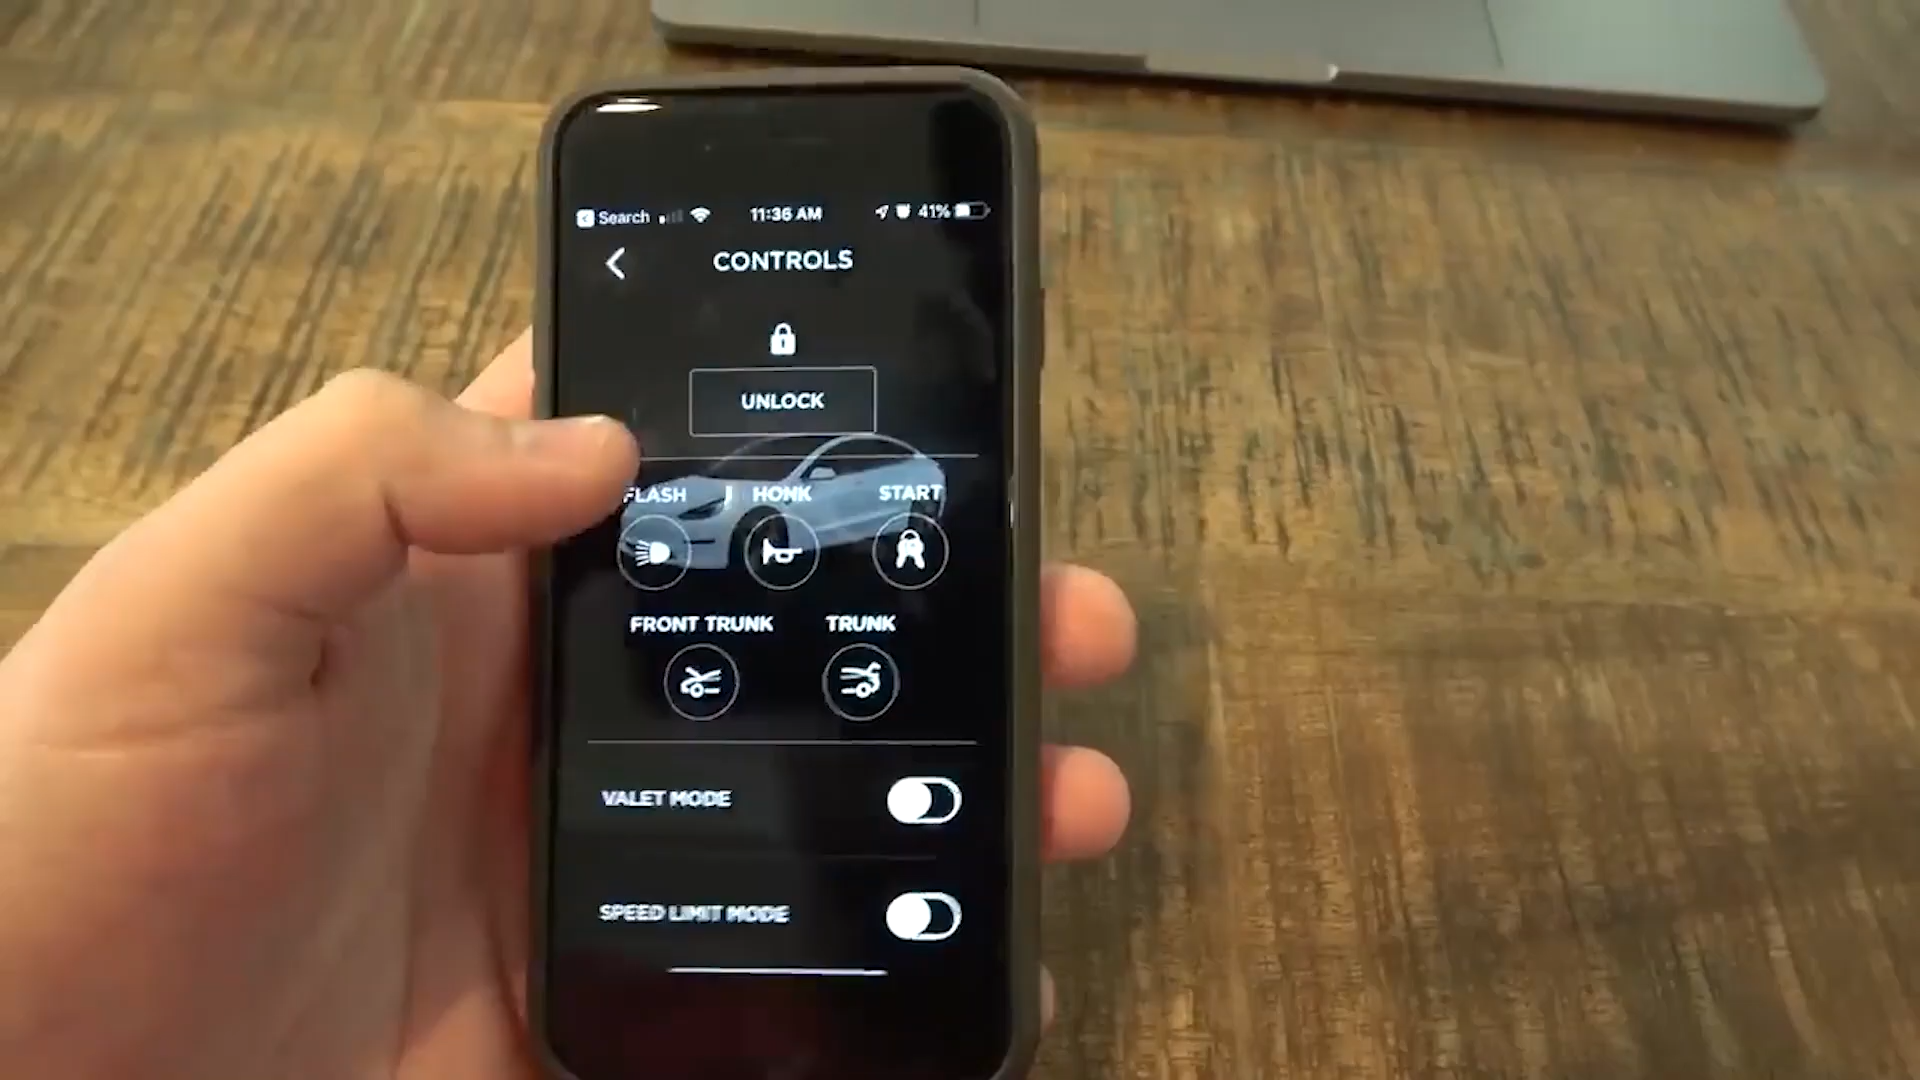 Search 11:36 AM 41%
CONTROLS
UNLOCK
FLASH HONK START
FRONT TRUNK TRUNK
VALET MODE
SPEED LIMIT MODE